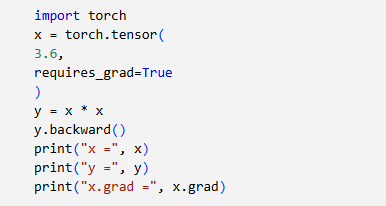 import torch
x = torch.tensor(
3.6,
requires_grad=True
)
y = x * x
y.backward()
print("x =", x)
print("y =", y)
print("x.grad =", x.grad)